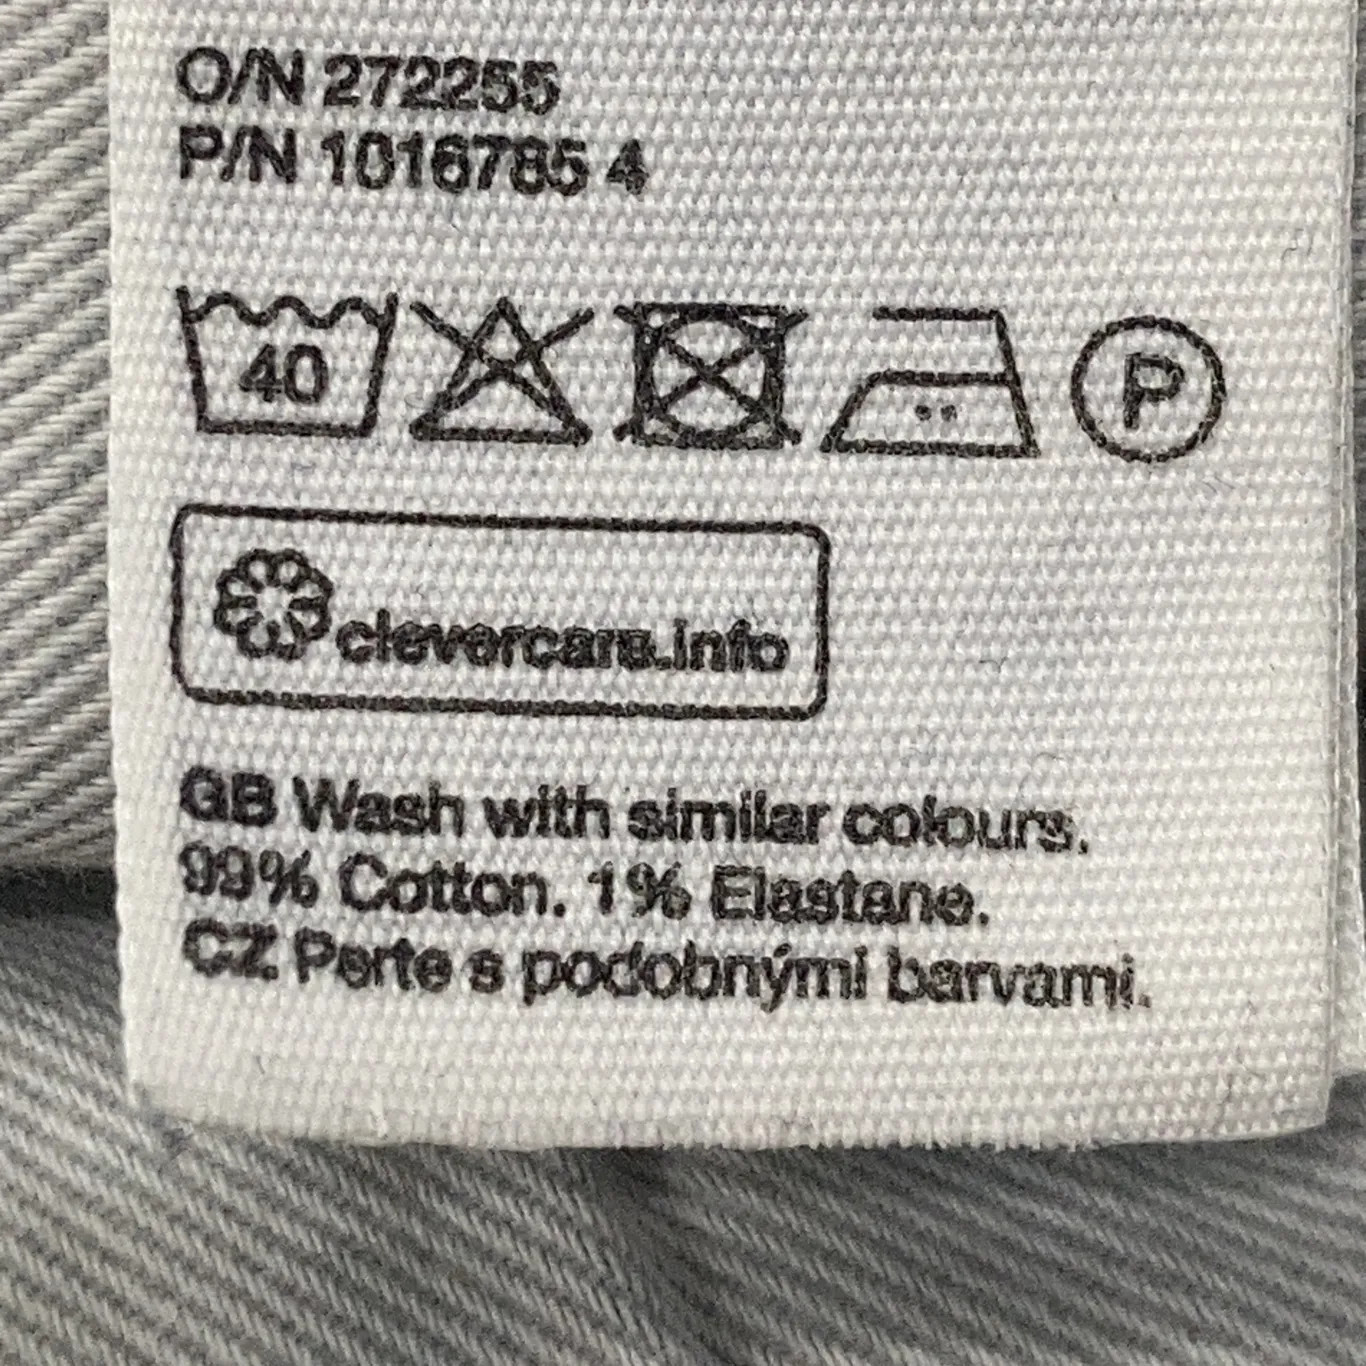 O/N 272255
P/N 1016785 4
40
P
clevercare.info
GB Wash with similar colours.
99% Cotton. 1% Elastane.
CZ Perte s podobnými barvami.